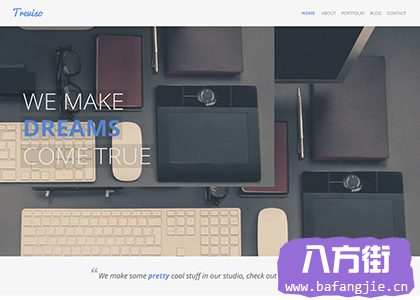 Treviso
HOME ABOUT PORTFOLIO BLOG CONTACT
WE MAKE
DREAMS
COME TRUE
“ We make some pretty cool stuff in our studio, check out
八方街
www.bafangjie.cn